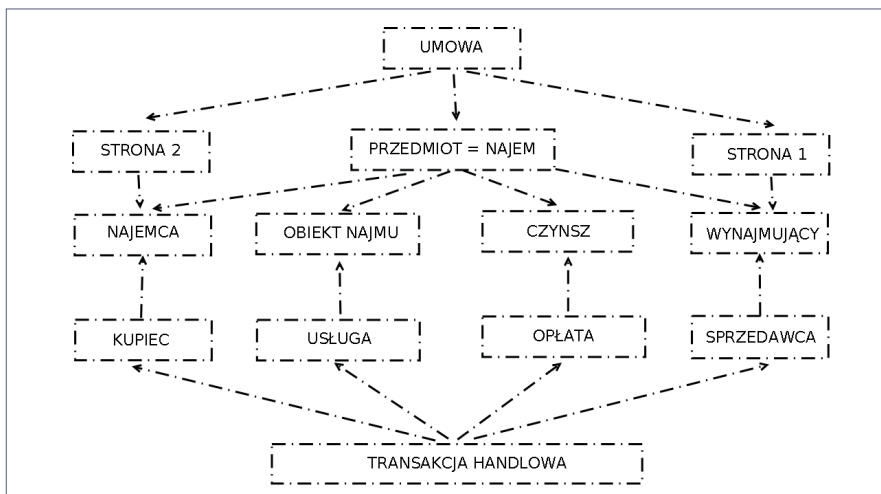 UMOWA
STRONA 2
PRZEDMIOT = NAJEM
STRONA 1
NAJEMCA
OBIEKT NAJMU
CZYNSZ
WYNAJMUJĄCY
KUPIEC
USŁUGA
OPŁATA
SPRZEDAWCA
TRANSAKCJA HANDLOWA